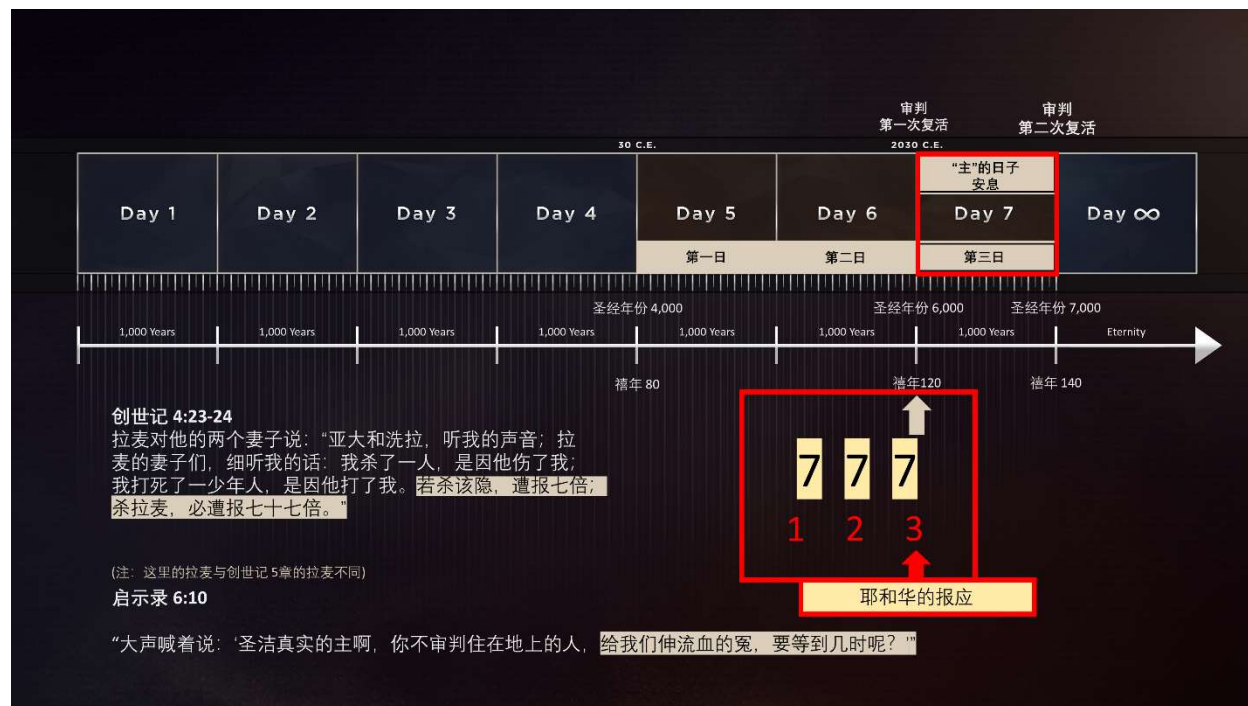 审判
第一次复活
审判
第二次复活
30 C.E.
2030 C.E.
“主”的日子
安息
Day 1
Day 2
Day 3
Day 4
Day 5
Day 6
Day 7
Day ∞
第一日
第二日
第三日
圣经年份 4,000
圣经年份 6,000
圣经年份 7,000
1,000 Years
1,000 Years
1,000 Years
1,000 Years
1,000 Years
1,000 Years
1,000 Years
Eternity
禧年 80
禧年120
禧年 140
创世记 4:23-24
拉麦对他的两个妻子说：“亚大和洗拉，听我的声音；拉
麦的妻子们，细听我的话：我杀了一人，是因他伤了我；
我打死了一少年人，是因他打了我。若杀该隐，遭报七倍；
杀拉麦，必遭报七十七倍。”
7 7 7
1 2 3
(注：这里的拉麦与创世记 5章的拉麦不同)
耶和华的报应
启示录 6:10
“大声喊着说：‘圣洁真实的主啊，你不审判住在地上的人，给我们伸流血的冤，要等到几时呢？’”